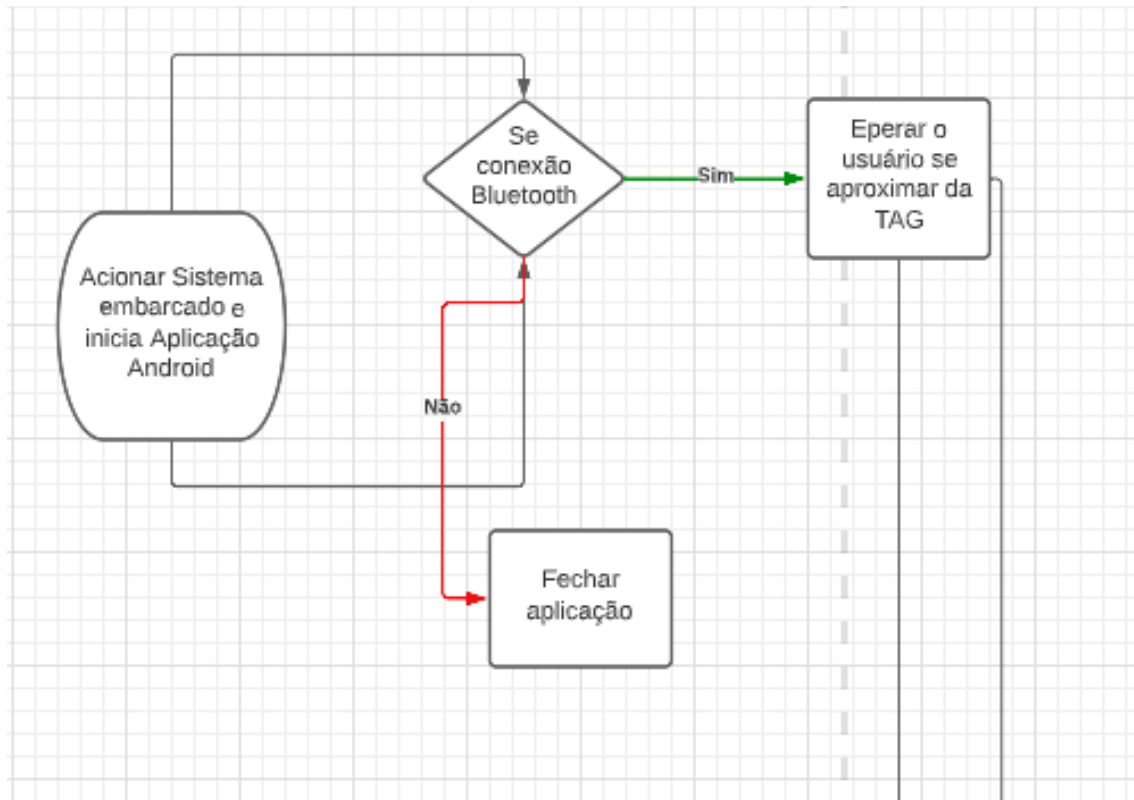 Se
conexão
Bluetooth
Sim
Eperar o
usuário se
aproximar da
TAG
Acionar Sistema
embarcado e
inicia Aplicação
Android
Não
Fechar
aplicação